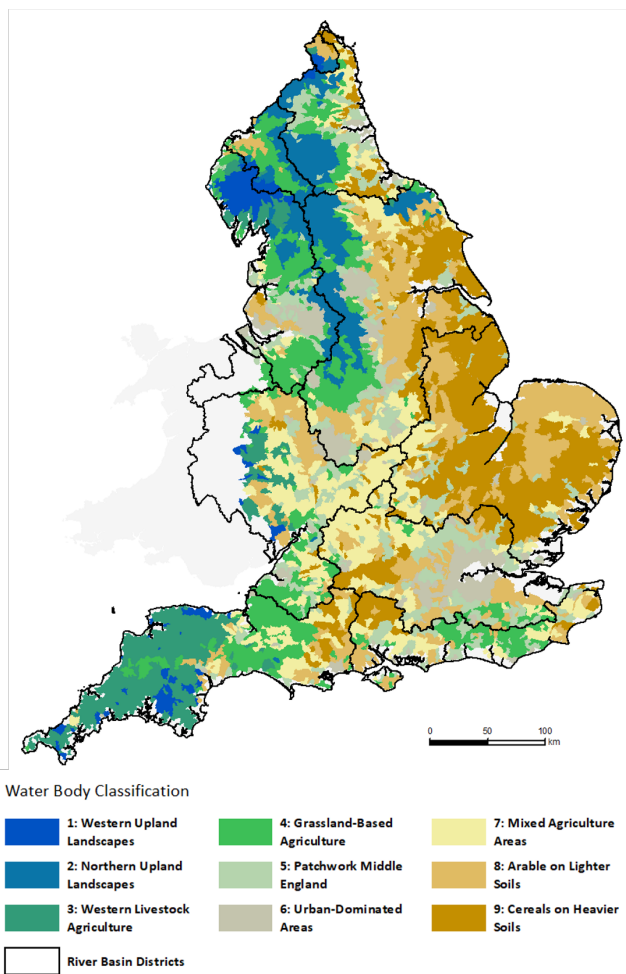 0 50 100
km
Water Body Classification
1: Western Upland
Landscapes
2: Northern Upland
Landscapes
3: Western Livestock
Agriculture
River Basin Districts
4: Grassland-Based
Agriculture
5: Patchwork Middle
England
6: Urban-Dominated
Areas
7: Mixed Agriculture
Areas
8: Arable on Lighter
Soils
9: Cereals on Heavier
Soils